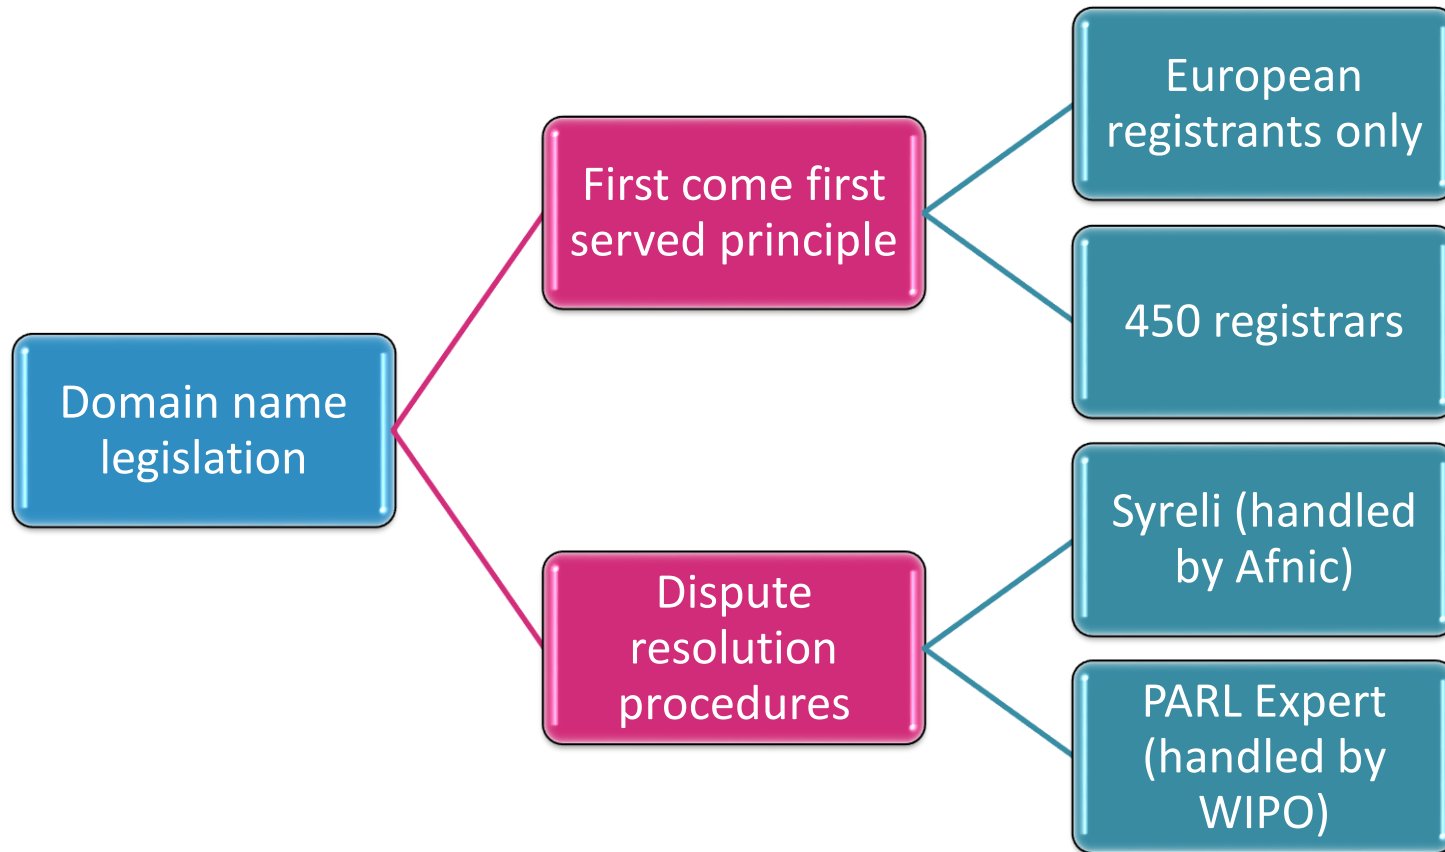 European
registrants only
First come first
served principle
450 registrars
Domain name
legislation
Syreli (handled
by Afnic)
Dispute
resolution
procedures
PARL Expert
(handled by
WIPO)